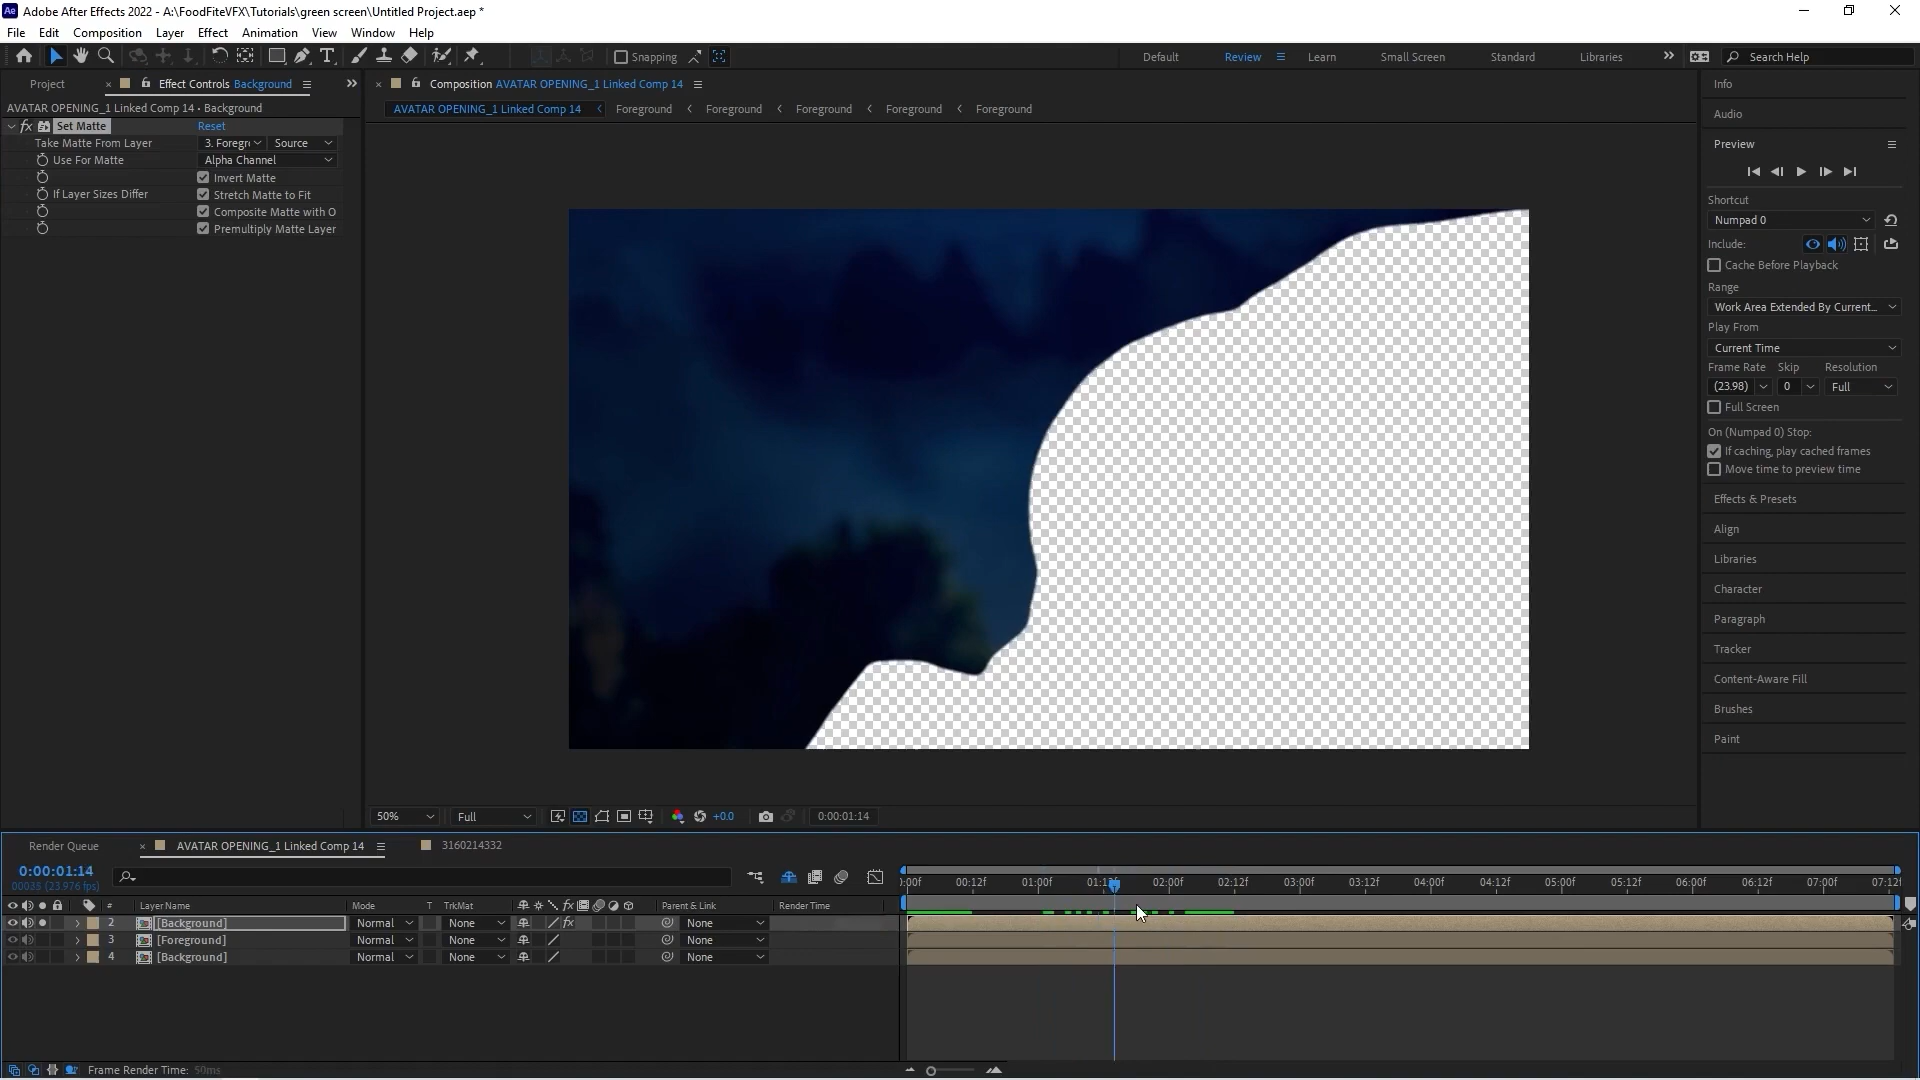 Adobe After Effects 2022 - A:\FoodFiteVFX\Tutorials\green screen\Untitled Project.aep *
File Edit Composition Layer Effect Animation View Window Help
Snapping Default Review Learn Small Screen Standard Libraries Search Help
Project Effect Controls Background
Composition AVATAR OPENING_1 Linked Comp 14
Info
AVATAR OPENING_1 Linked Comp 14 • Background
AVATAR OPENING_1 Linked Comp 14 Foreground Foreground Foreground Foreground Foreground
Audio
fx Set Matte Reset
Take Matte From Layer 3. Foregr Source
Use For Matte Alpha Channel
Invert Matte
If Layer Sizes Differ Stretch Matte to Fit
Composite Matte with O
Premultiply Matte Layer
Preview
Shortcut
Numpad 0
Include:
Cache Before Playback
Range
Work Area Extended By Current...
Play From
Current Time
Frame Rate Skip Resolution
(23.98) 0 Full
Full Screen
On (Numpad 0) Stop:
If caching, play cached frames
Move time to preview time
Effects & Presets
Align
Libraries
Character
Paragraph
Tracker
Content-Aware Fill
Brushes
Paint
50% Full +0.0 0:00:01:14
Render Queue AVATAR OPENING_1 Linked Comp 14 3160214332
0:00:01:14
00035 (23.976 fps)
:00f 00:12f 01:00f 02:00f 02:12f 03:00f 03:12f 04:00f 04:12f 05:00f 05:12f 06:00f 06:12f 07:00f 07:12
# Layer Name Mode T TrkMat fx Parent & Link Render Time
2 [Background] Normal None fx None
3 [Foreground] Normal None None
4 [Background] Normal None None
Frame Render Time: 50ms